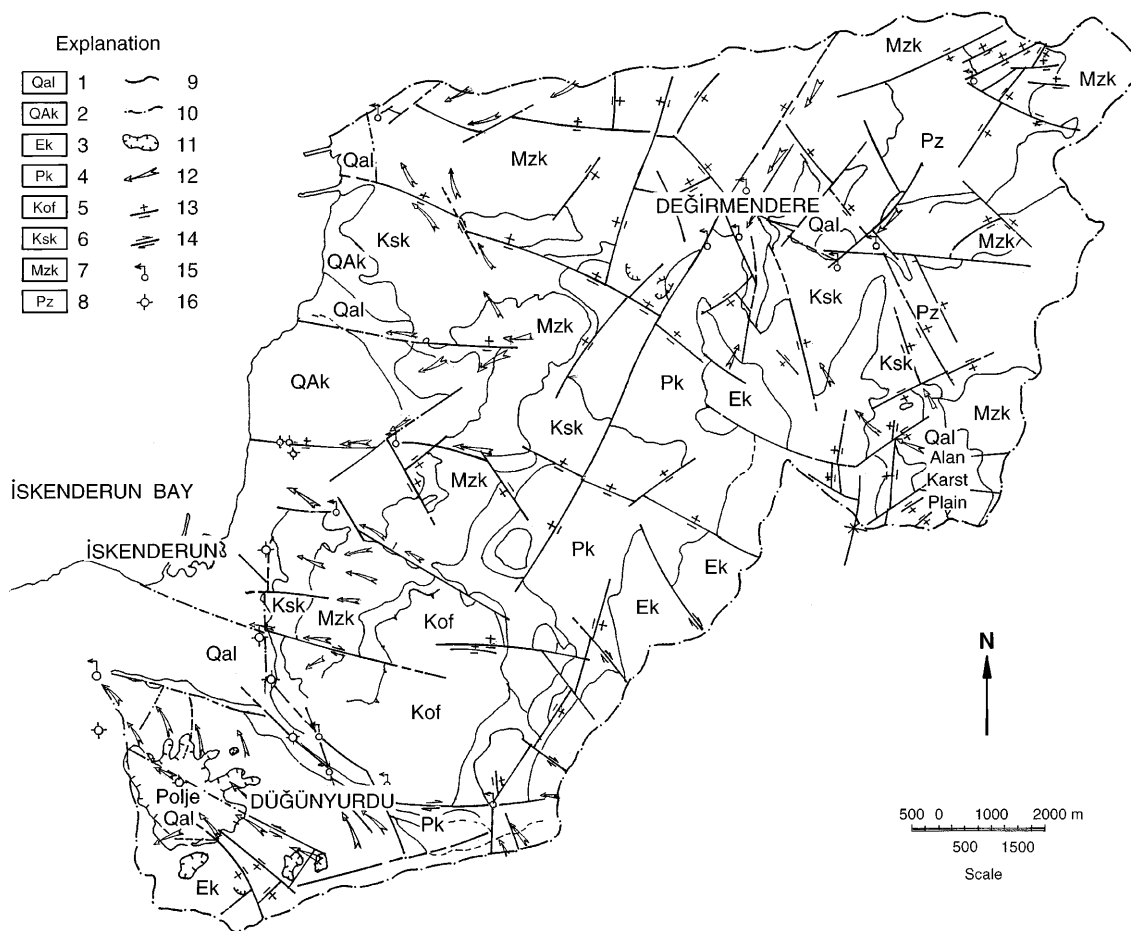 Explanation
Qal 1 9
QAk 2 10
Ek 3 11
Pk 4 12
Kof 5 13
Ksk 6 14
Mzk 7 15
Pz 8 16
Mzk
Mzk
Pz
Qal
Mzk
DEĞİRMENDERE
Qal
Mzk
Ksk
QAk
Ksk
Qal
Pz
Mzk
Ksk
QAk
Pk
Ek
Mzk
Ksk
Qal
Alan
Karst
Plain
Mzk
İSKENDERUN BAY
İSKENDERUN
Pk
Ek
Ek
Ksk
Mzk
Kof
Qal
N
Kof
Polje
Qal
DÜĞÜNYURDU
Pk
Ek
500 0 1000 2000 m
500 1500
Scale